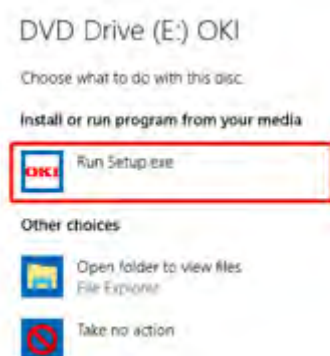 DVD Drive (E:) OKI
Choose what to do with this disc.
Install or run program from your media
OKI
Run Setup.exe
Other choices
Open folder to view files
File Explorer
Take no action